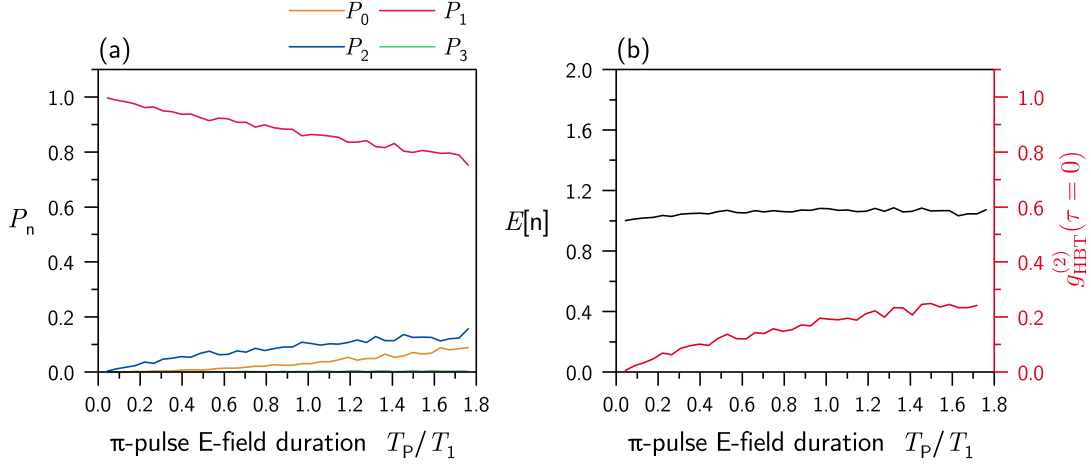 P₀ P₁
P₂ P₃
(a)
1.0
0.8
0.6
0.4
0.2
0.0
Pₙ
0.0 0.2 0.4 0.6 0.8 1.0 1.2 1.4 1.6 1.8
π-pulse E-field duration T_P/T₁
(b)
2.0
1.6
1.2
0.8
0.4
0.0
E[n]
1.0
0.8
0.6
0.4
0.2
0.0
g_HBT^(2)(τ = 0)
0.0 0.2 0.4 0.6 0.8 1.0 1.2 1.4 1.6 1.8
π-pulse E-field duration T_P/T₁